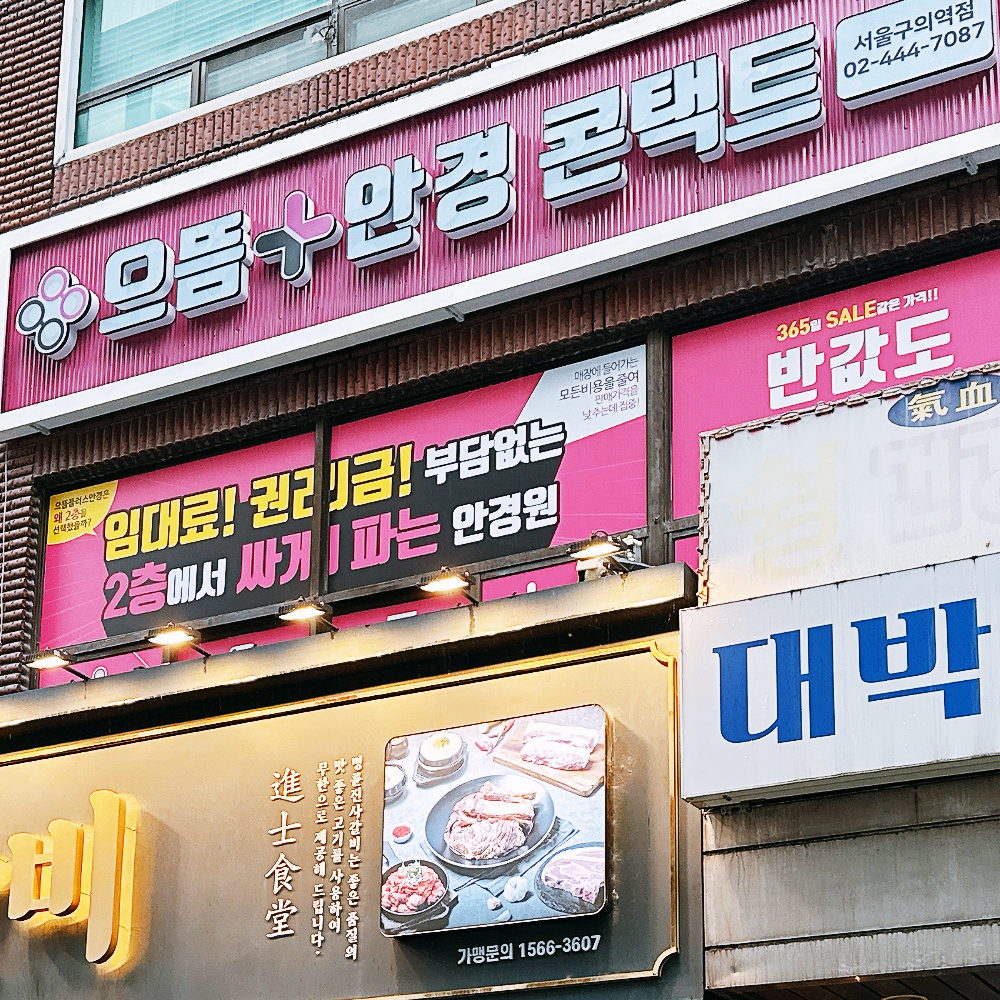 으뜸+안경 콘택트
서울구의역점
02-444-7087
365일 SALE같은 가격!!
반값도
매장에 들어가는
모든비용을 줄여
판매가격을
낮추는데 집중!
으뜸플러스안경은
왜 2층을
선택했을까?
임대료! 권리금! 부담없는
2층에서 싸게 파는 안경원
氣血
대박
비
進士食堂
명륜진사갈비는 좋은 품질의
맛 좋은 고기를 사용하여
무한으로 제공해 드립니다.
가맹문의 1566-3607